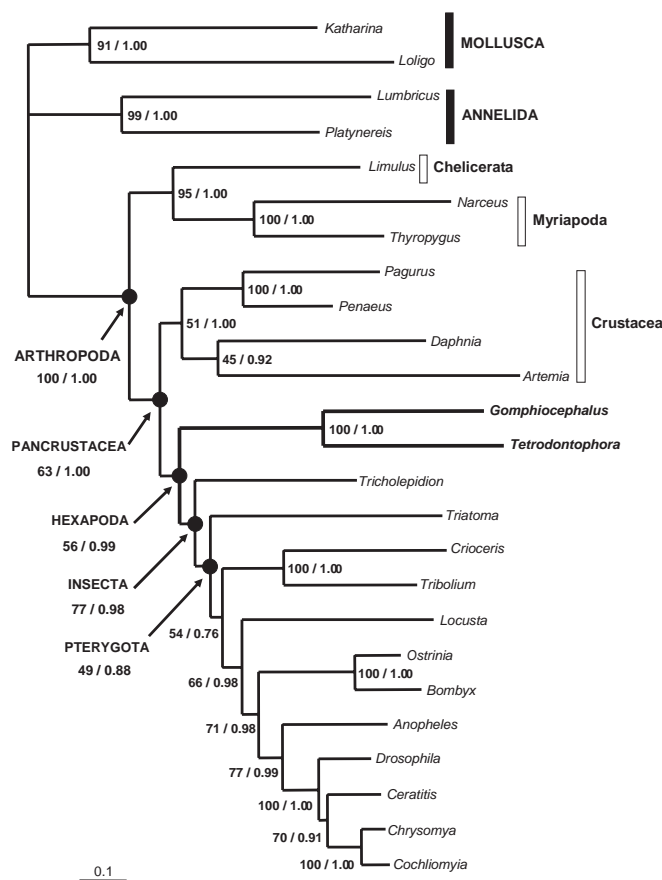 Katharina
91 / 1.00
MOLLUSCA
Loligo
Lumbricus
99 / 1.00
ANNELIDA
Platynereis
Limulus
Chelicerata
95 / 1.00
Narceus
100 / 1.00
Myriapoda
Thyropygus
Pagurus
100 / 1.00
Penaeus
51 / 1.00
Crustacea
Daphnia
45 / 0.92
Artemia
ARTHROPODA
100 / 1.00
Gomphiocephalus
100 / 1.00
Tetrodontophora
PANCRUSTACEA
63 / 1.00
Tricholepidion
HEXAPODA
56 / 0.99
Triatoma
Crioceris
100 / 1.00
Tribolium
INSECTA
77 / 0.98
Locusta
54 / 0.76
PTERYGOTA
49 / 0.88
Ostrinia
100 / 1.00
Bombyx
66 / 0.98
Anopheles
71 / 0.98
Drosophila
77 / 0.99
Ceratitis
100 / 1.00
Chrysomya
70 / 0.91
100 / 1.00
Cochliomyia
0.1